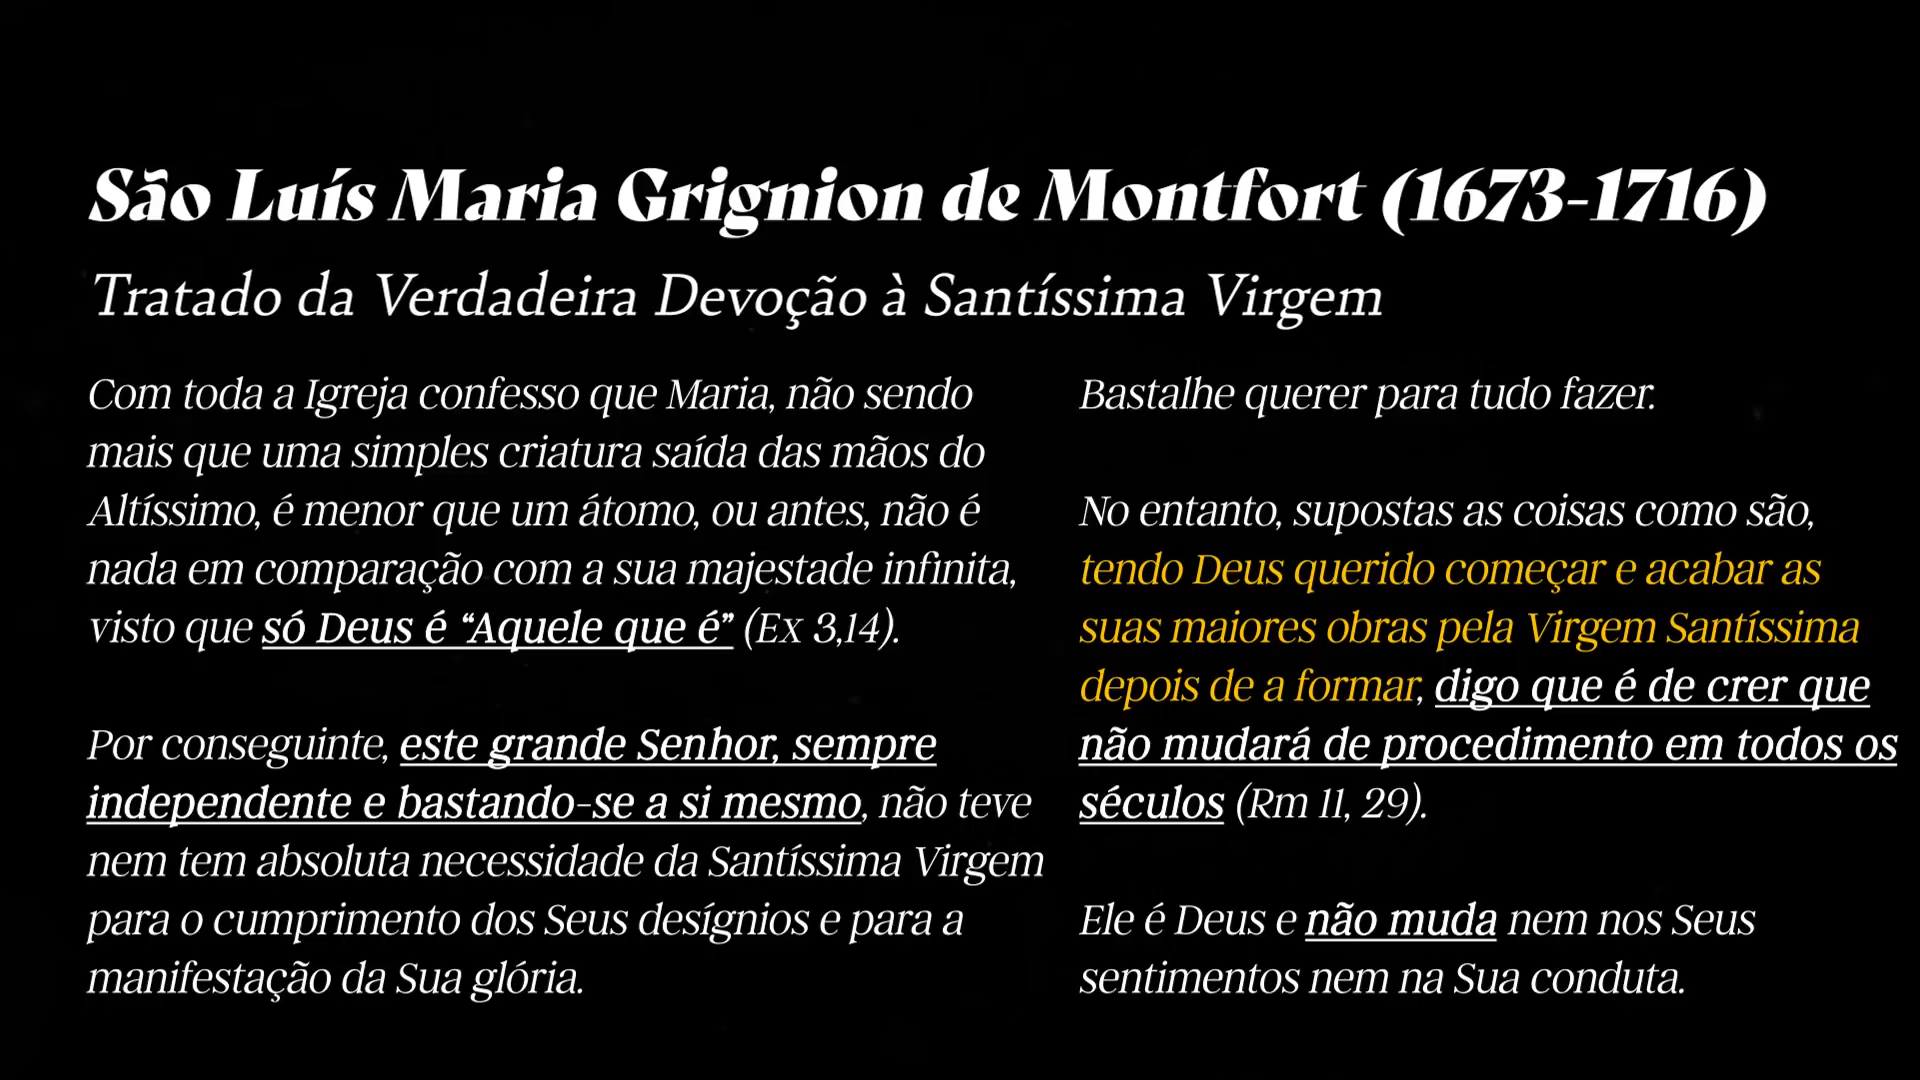 São Luís Maria Grignion de Montfort (1673-1716)
Tratado da Verdadeira Devoção à Santíssima Virgem
Com toda a Igreja confesso que Maria, não sendo
mais que uma simples criatura saída das mãos do
Altíssimo, é menor que um átomo, ou antes, não é
nada em comparação com a sua majestade infinita,
visto que só Deus é “Aquele que é” (Ex 3,14).
Por conseguinte, este grande Senhor, sempre
independente e bastando-se a si mesmo, não teve
nem tem absoluta necessidade da Santíssima Virgem
para o cumprimento dos Seus desígnios e para a
manifestação da Sua glória.
Bastalhe querer para tudo fazer.
No entanto, supostas as coisas como são,
tendo Deus querido começar e acabar as
suas maiores obras pela Virgem Santíssima
depois de a formar, digo que é de crer que
não mudará de procedimento em todos os
séculos (Rm 11, 29).
Ele é Deus e não muda nem nos Seus
sentimentos nem na Sua conduta.